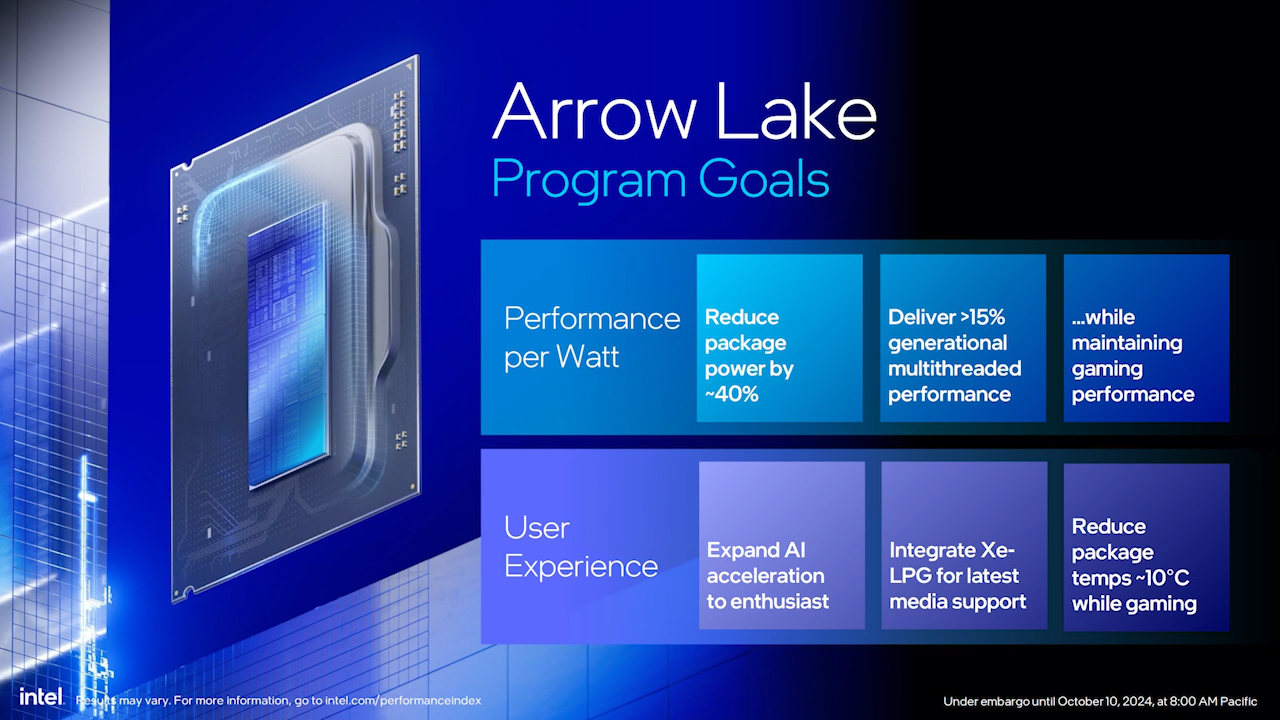 Arrow Lake
Program Goals
Performance
per Watt
Reduce
package
power by
~40%
Deliver >15%
generational
multithreaded
performance
...while
maintaining
gaming
performance
User
Experience
Expand AI
acceleration
to enthusiast
Integrate Xe-
LPG for latest
media support
Reduce
package
temps ~10°C
while gaming
intel
Results may vary. For more information, go to intel.com/performanceindex
Under embargo until October 10, 2024, at 8:00 AM Pacific